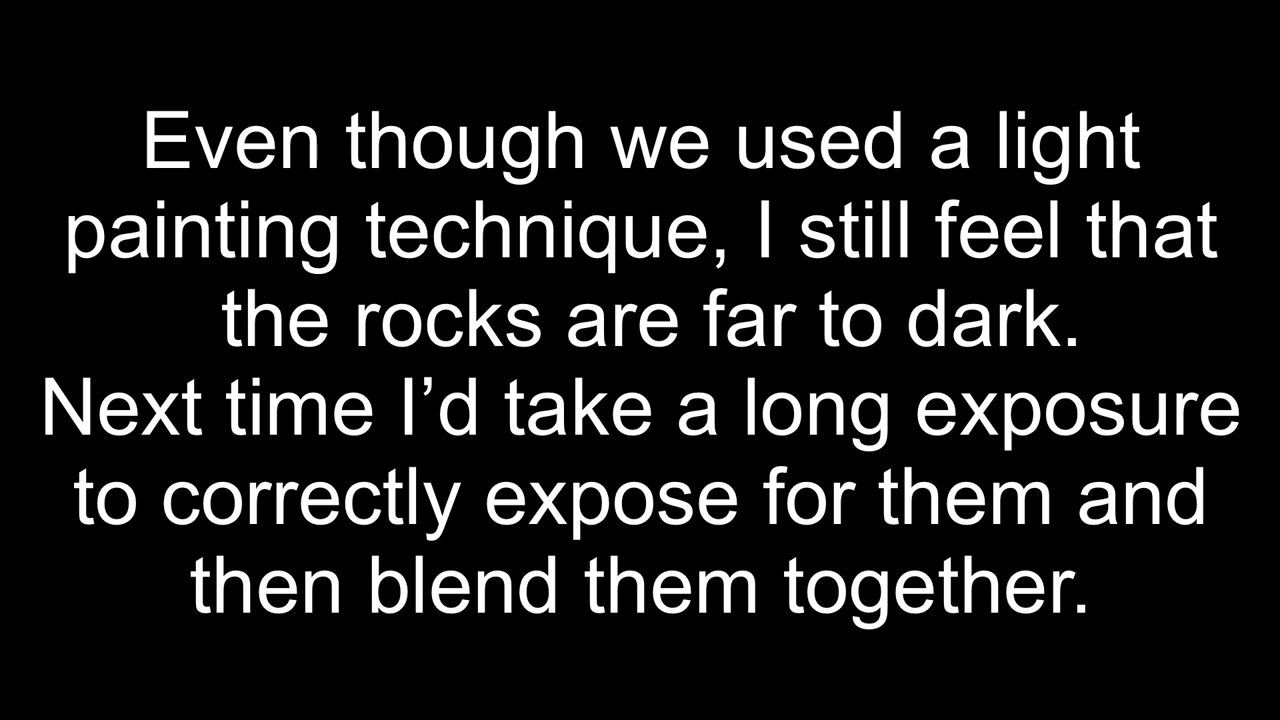 Even though we used a light
painting technique, I still feel that
the rocks are far to dark.
Next time I’d take a long exposure
to correctly expose for them and
then blend them together.